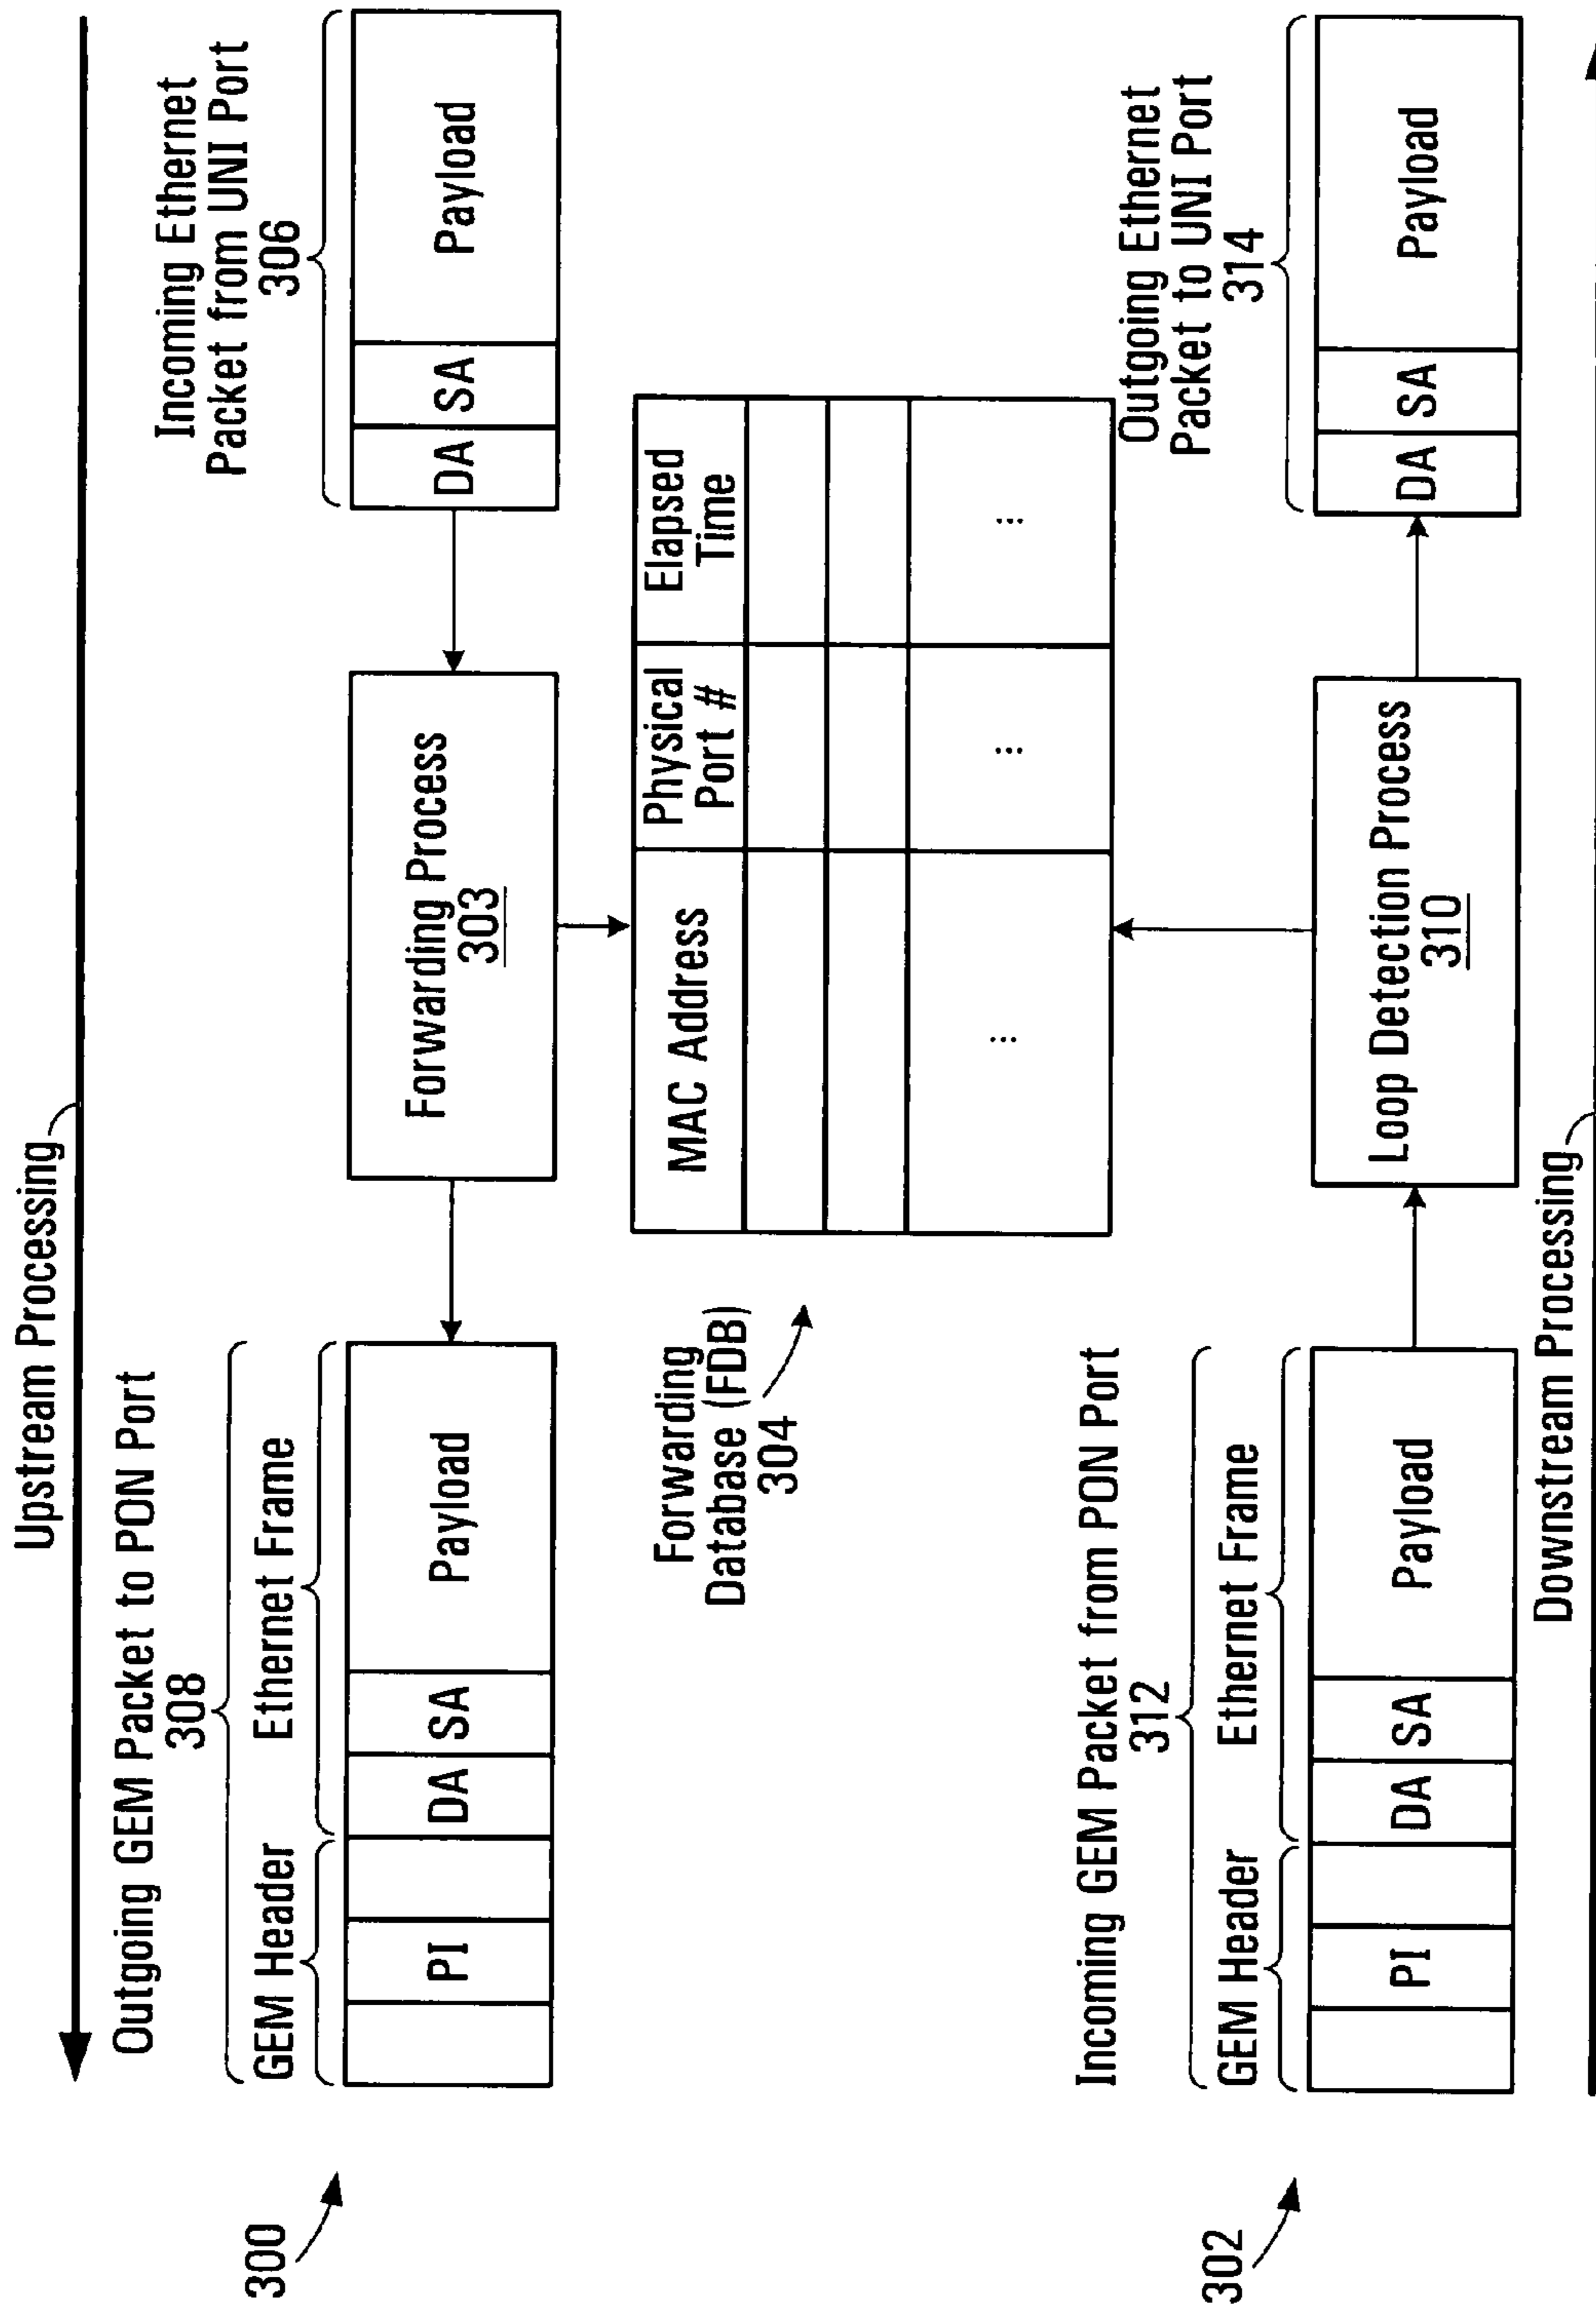 Upstream Processing
Outgoing GEM Packet to PON Port
308
GEM Header
Ethernet Frame
PI
DA
SA
Payload
Forwarding Process
303
Incoming Ethernet
Packet from UNI Port
306
DA
SA
Payload
300
Forwarding
Database (FDB)
304
MAC Address
Physical
Port #
Elapsed
Time
...
...
...
Incoming GEM Packet from PON Port
312
GEM Header
Ethernet Frame
PI
DA
SA
Payload
Loop Detection Process
310
Outgoing Ethernet
Packet to UNI Port
314
DA
SA
Payload
302
Downstream Processing